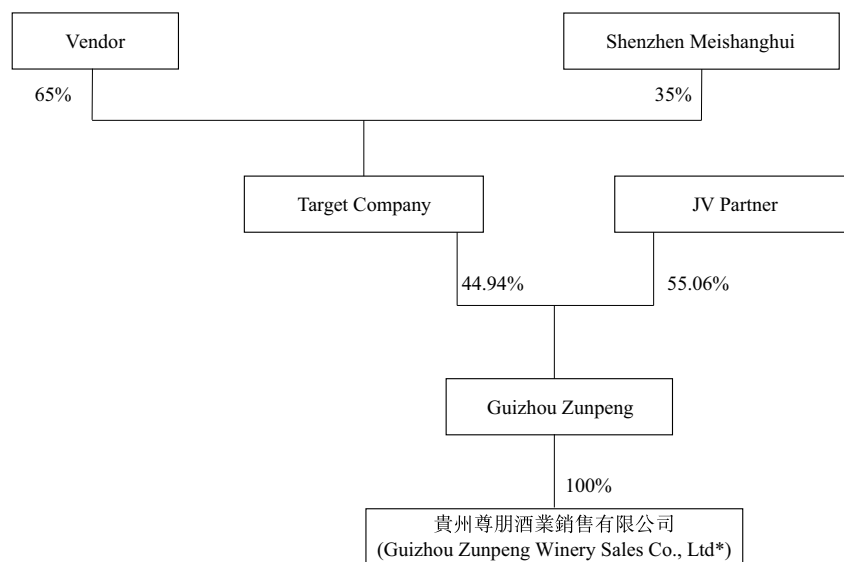 Vendor
Shenzhen Meishanghui
65%
35%
Target Company
JV Partner
44.94%
55.06%
Guizhou Zunpeng
100%
貴州尊朋酒業銷售有限公司
(Guizhou Zunpeng Winery Sales Co., Ltd*)